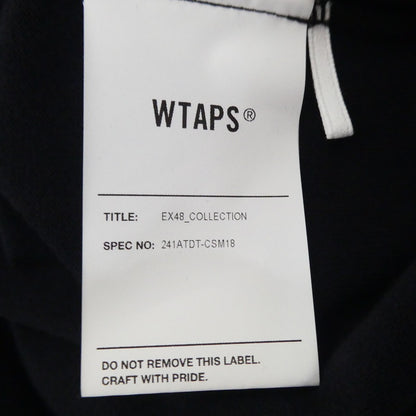 WTAPS®
TITLE: EX48_COLLECTION
SPEC NO: 241ATDT-CSM18
DO NOT REMOVE THIS LABEL.
CRAFT WITH PRIDE.